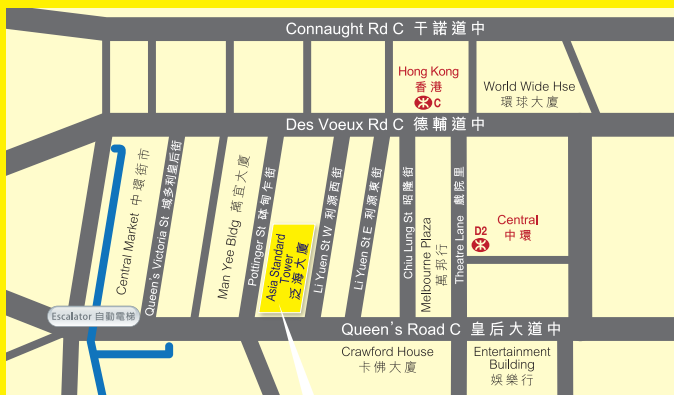 Connaught Rd C 干諾道中
Hong Kong
香港
C
World Wide Hse
環球大廈
Des Voeux Rd C 德輔道中
Central Market 中環街市
Queen's Victoria St 域多利皇后街
Man Yee Bldg 萬宜大廈
Pottinger St 砵甸乍街
Asia Standard
Tower
泛海大廈
Li Yuen St W 利源西街
Li Yuen St E 利源東街
Chiu Lung St 昭隆街
Melbourne Plaza
萬邦行
Theatre Lane 戲院里
D2
Central
中環
Escalator 自動電梯
Queen's Road C 皇后大道中
Crawford House
卡佛大廈
Entertainment
Building
娛樂行